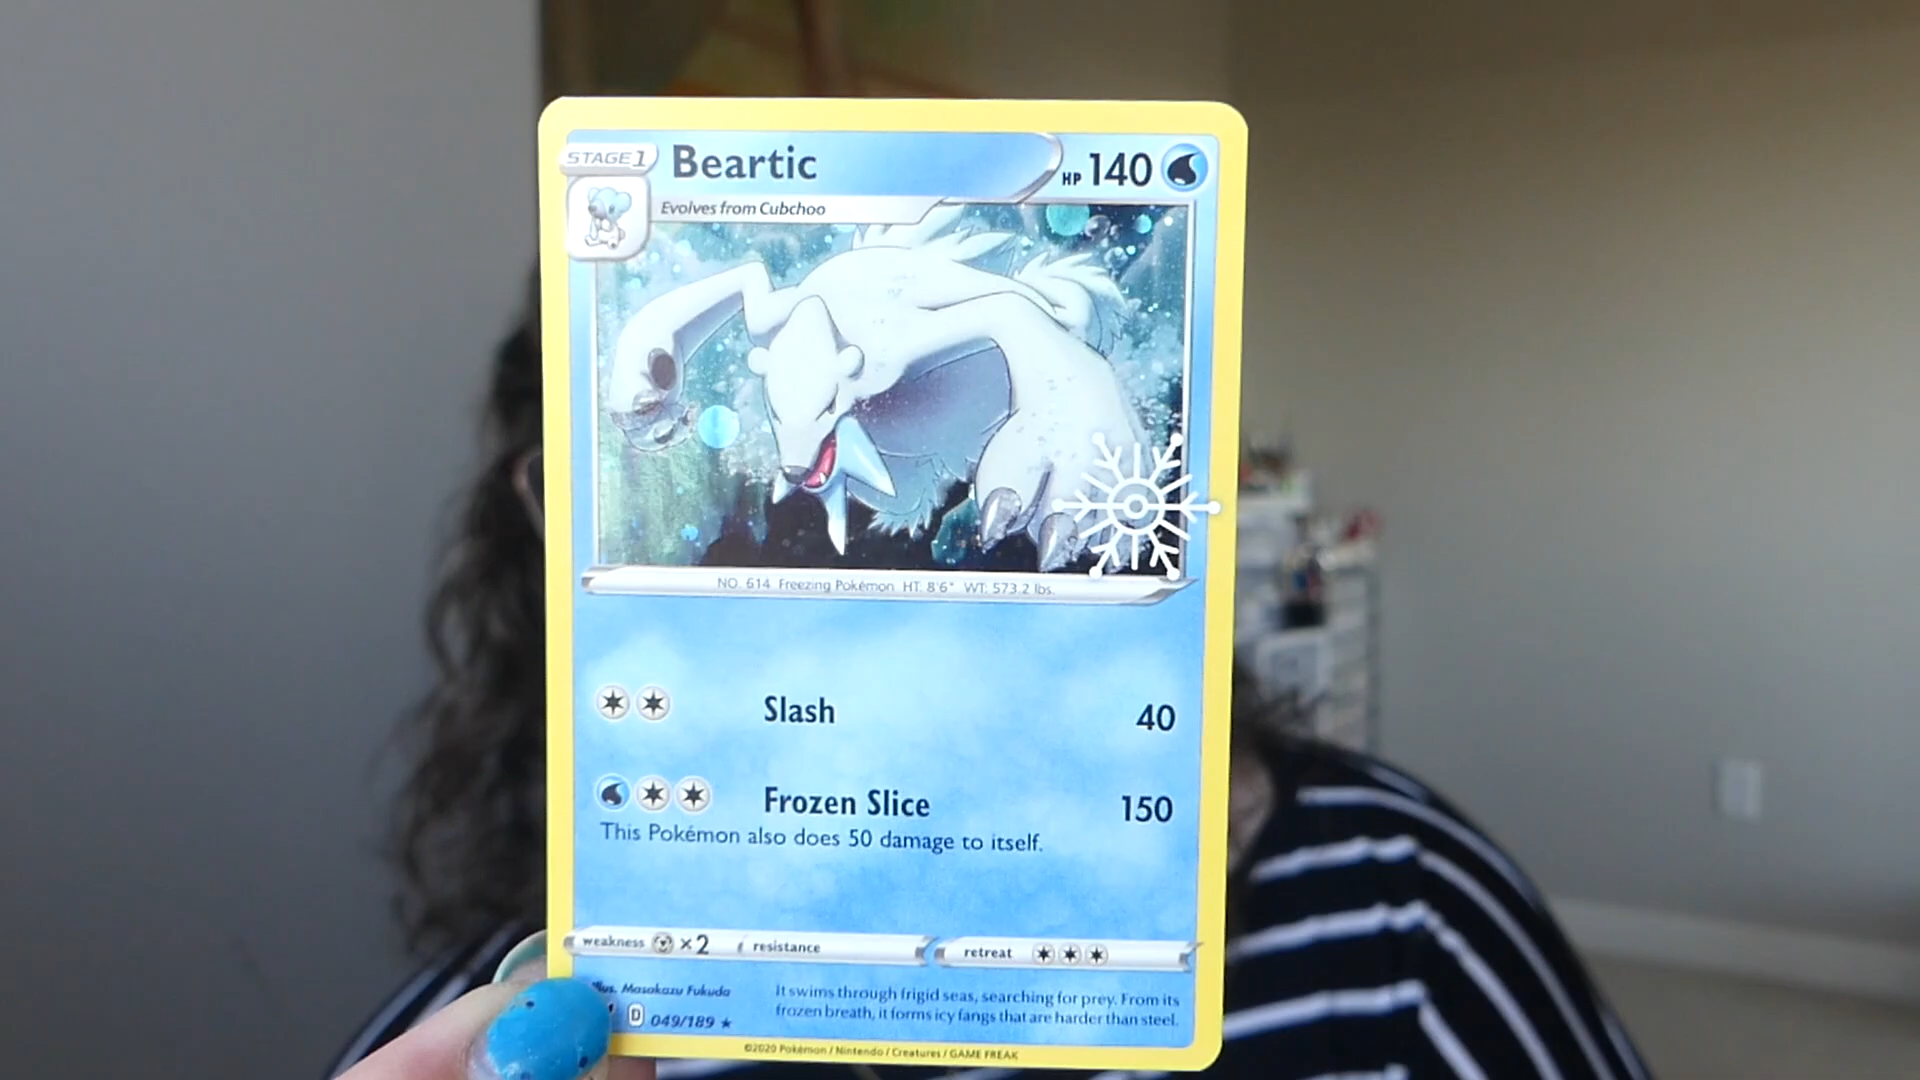 STAGE 1
Beartic
HP 140
Evolves from Cubchoo
NO. 614 Freezing Pokémon HT: 8'6" WT: 573.2 lbs.
Slash 40
Frozen Slice 150
This Pokémon also does 50 damage to itself.
weakness ×2 resistance retreat
Illus. Masakazu Fukuda
It swims through frigid seas, searching for prey. From its
frozen breath, it forms icy fangs that are harder than steel.
D 049/189 ★
©2020 Pokémon / Nintendo / Creatures / GAME FREAK